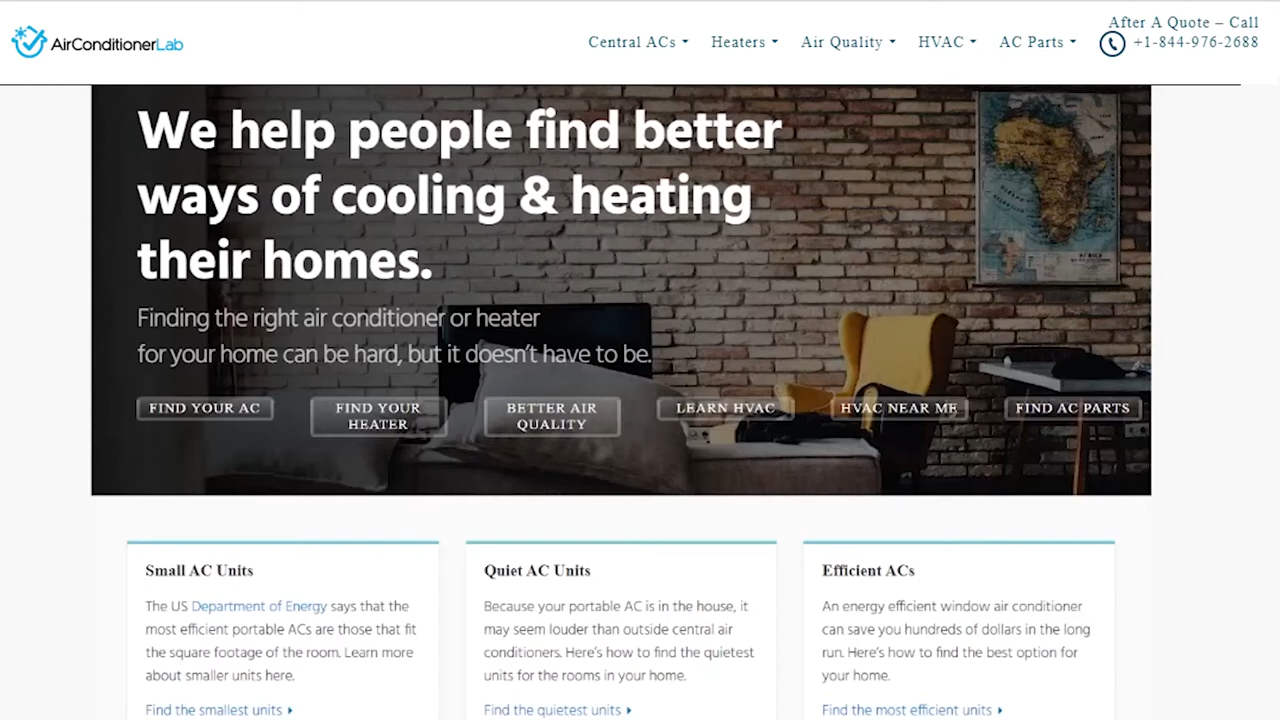 AirConditionerLab
Central ACs
Heaters
Air Quality
HVAC
AC Parts
After A Quote – Call
+1-844-976-2688
We help people find better
ways of cooling & heating
their homes.
Finding the right air conditioner or heater
for your home can be hard, but it doesn't have to be.
FIND YOUR AC
FIND YOUR
HEATER
BETTER AIR
QUALITY
LEARN HVAC
HVAC NEAR ME
FIND AC PARTS
Small AC Units
The US Department of Energy says that the
most efficient portable ACs are those that fit
the square footage of the room. Learn more
about smaller units here.
Find the smallest units
Quiet AC Units
Because your portable AC is in the house, it
may seem louder than outside central air
conditioners. Here's how to find the quietest
units for the rooms in your home.
Find the quietest units
Efficient ACs
An energy efficient window air conditioner
can save you hundreds of dollars in the long
run. Here's how to find the best option for
your home.
Find the most efficient units